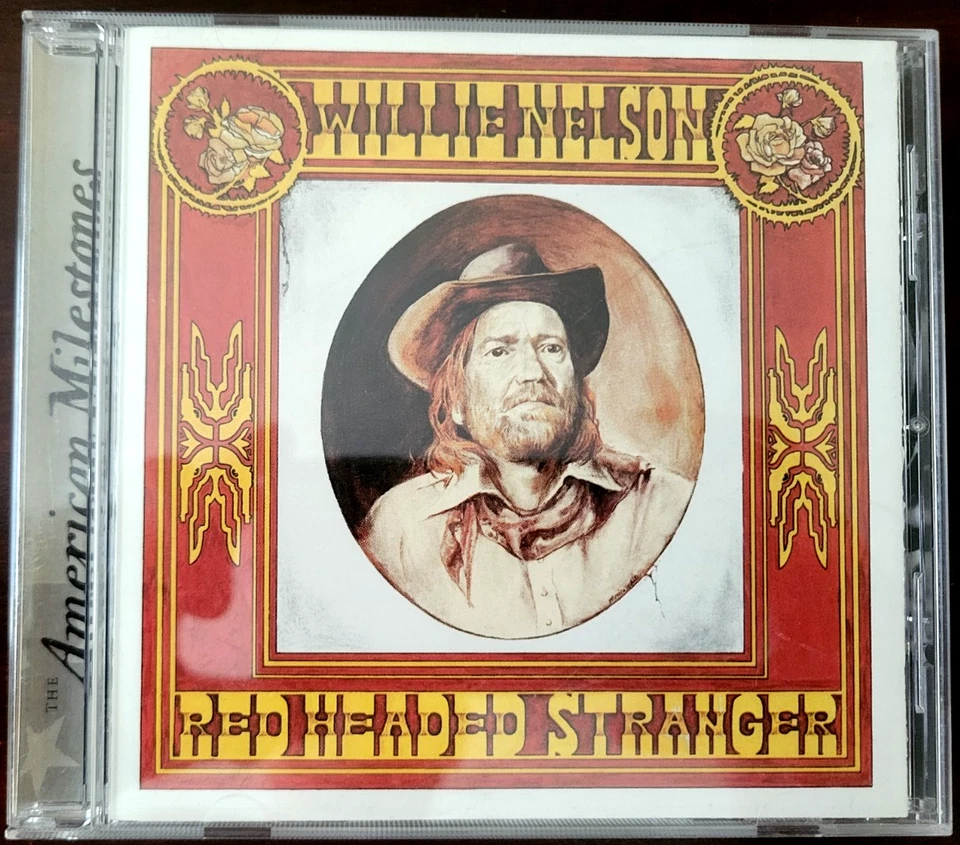 WILLIE NELSON
RED HEADED STRANGER
THE American Milestones